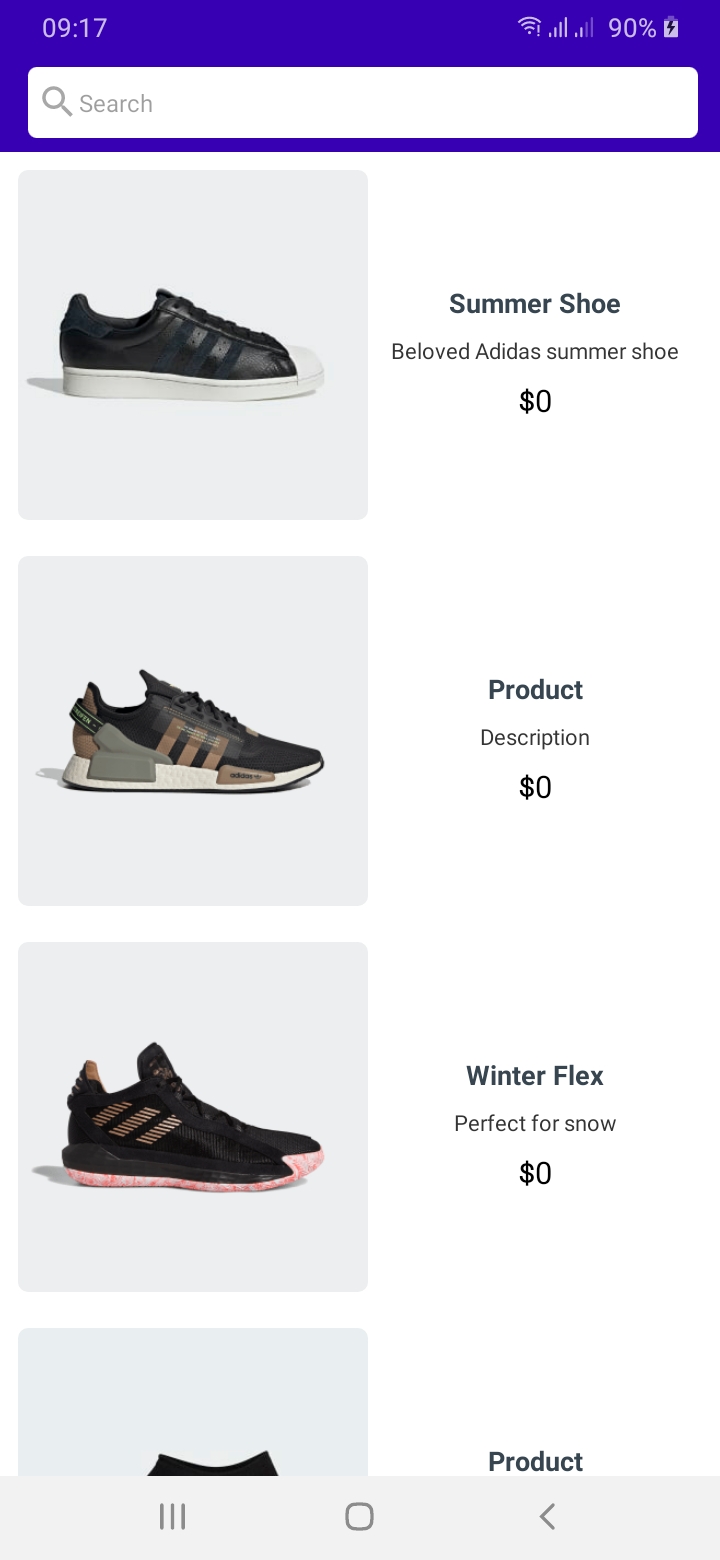 09:17
90%
Search
Summer Shoe
Beloved Adidas summer shoe
$0
Product
Description
$0
adidas
Winter Flex
Perfect for snow
$0
Product